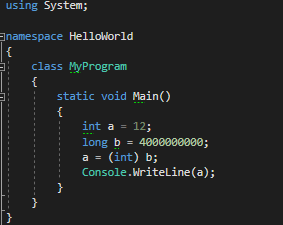 using System;
namespace HelloWorld
{
class MyProgram
{
static void Main()
{
int a = 12;
long b = 4000000000;
a = (int) b;
Console.WriteLine(a);
}
}
}